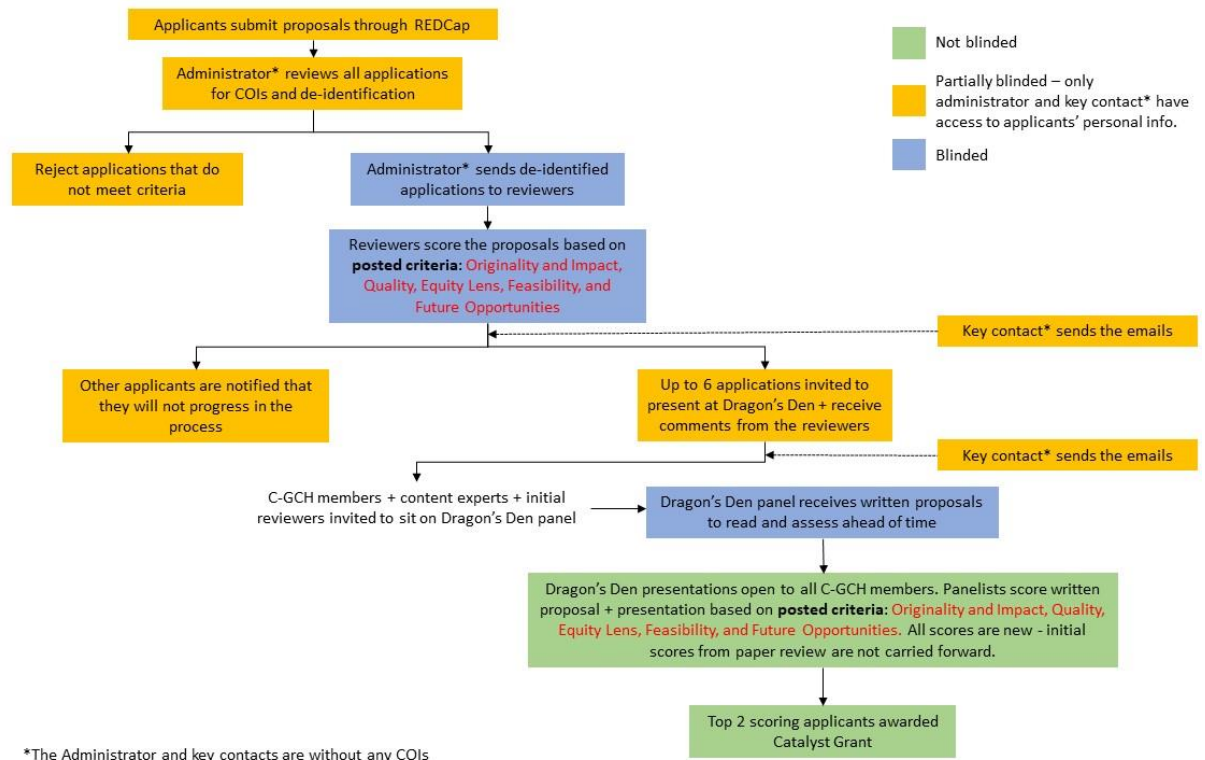 Applicants submit proposals through REDCap
Administrator* reviews all applications
for COIs and de-identification
Not blinded
Partially blinded – only
administrator and key contact* have
access to applicants' personal info.
Blinded
Reject applications that do
not meet criteria
Administrator* sends de-identified
applications to reviewers
Reviewers score the proposals based on
posted criteria: Originality and Impact,
Quality, Equity Lens, Feasibility, and
Future Opportunities
Key contact* sends the emails
Other applicants are notified that
they will not progress in the
process
Up to 6 applications invited to
present at Dragon's Den + receive
comments from the reviewers
Key contact* sends the emails
C-GCH members + content experts + initial
reviewers invited to sit on Dragon's Den panel
Dragon's Den panel receives written proposals
to read and assess ahead of time
Dragon's Den presentations open to all C-GCH members. Panelists score written
proposal + presentation based on posted criteria: Originality and Impact, Quality,
Equity Lens, Feasibility, and Future Opportunities. All scores are new - initial
scores from paper review are not carried forward.
Top 2 scoring applicants awarded
Catalyst Grant
*The Administrator and key contacts are without any COIs